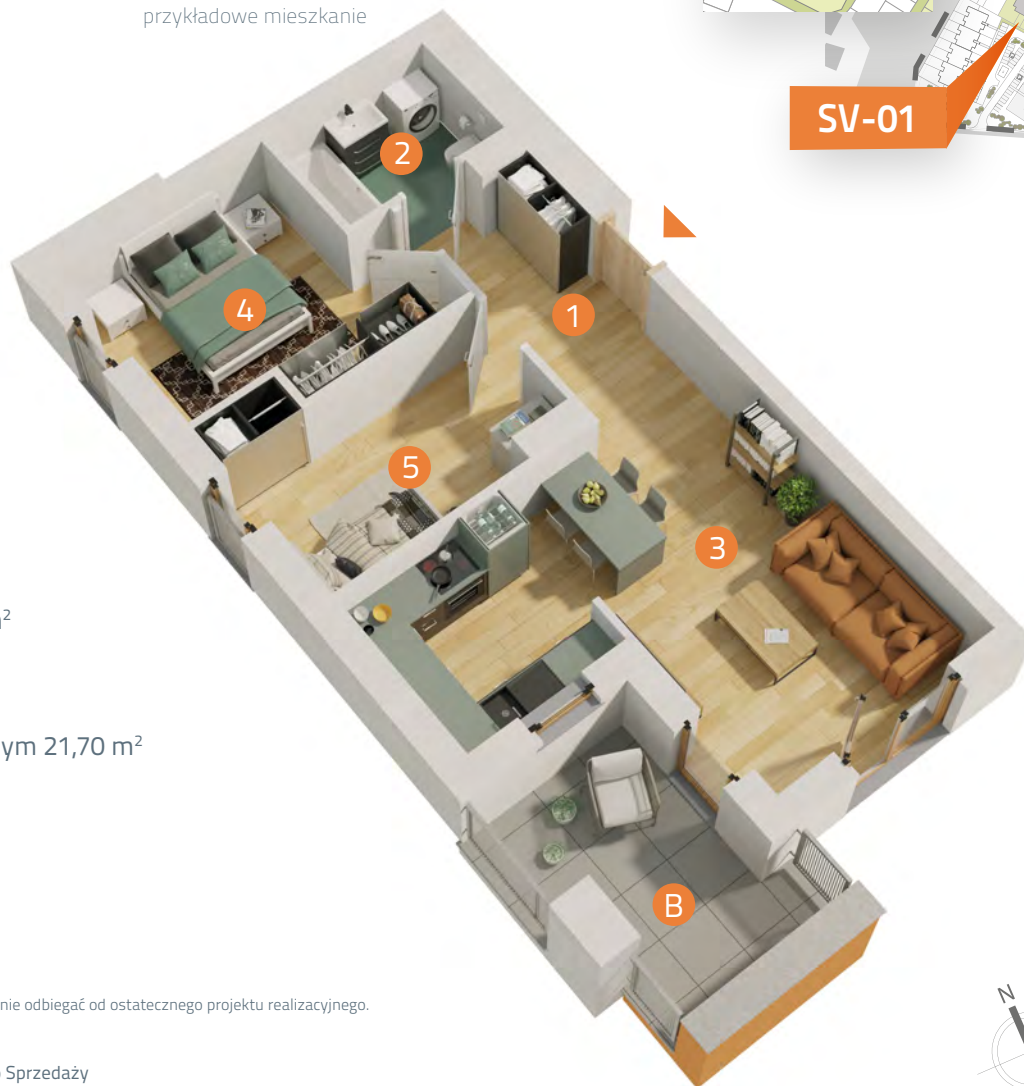 przykładowe mieszkanie
SV-01
2
4
1
5
3
m²
ym 21,70 m²
B
nie odbiegać od ostatecznego projektu realizacyjnego.
N
Sprzedaży